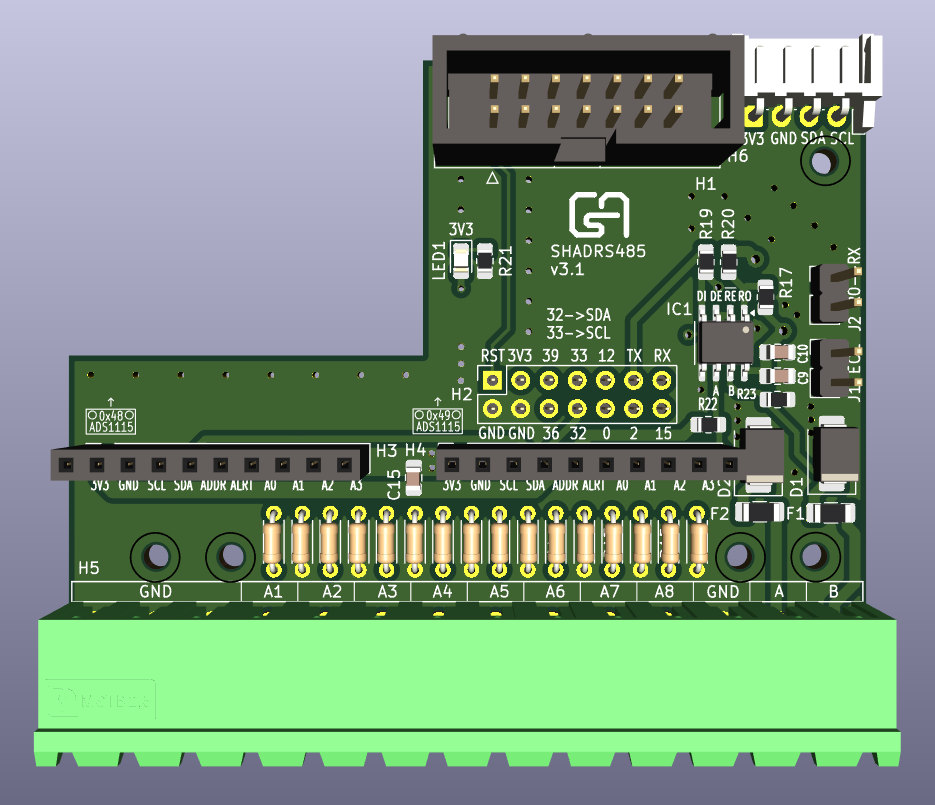 3V3 GND SDA SCL
H6
H1
R19 R20
3V3
LED1
R21
SHADRS485
v3.1
R17
DI DE RE RO
IC1
32->SDA
33->SCL
J2
C10
C9
A B R23
R22
RST 3V3 39 33 12 TX RX
H2
GND GND 36 32 0 2 15
0x48
ADS1115
0x49
ADS1115
H3 H4
3V3 GND SCL SDA ADDR ALRT A0 A1 A2 A3
C15
3V3 GND SCL SDA ADDR ALRT A0 A1 A2 A3
D2
D1
F2
F1
H5
GND A1 A2 A3 A4 A5 A6 A7 A8 GND A B